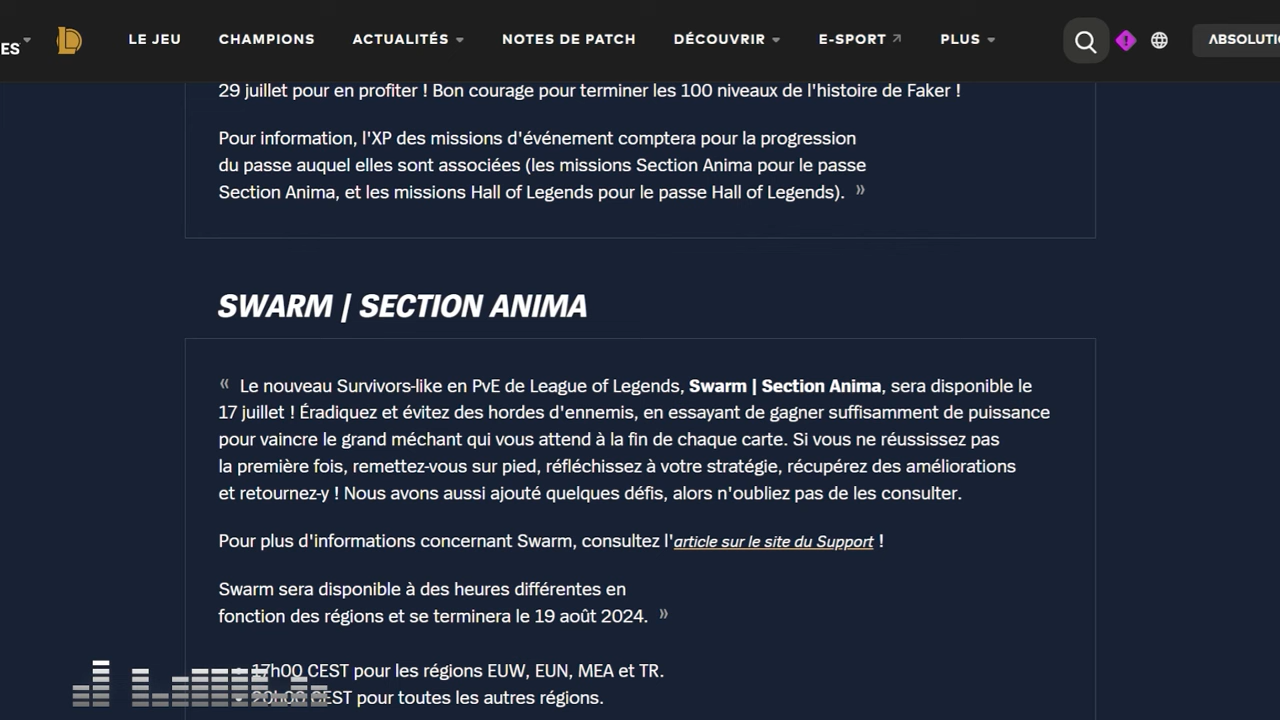 ES
LE JEU CHAMPIONS ACTUALITÉS NOTES DE PATCH DÉCOUVRIR E-SPORT PLUS
29 juillet pour en profiter ! Bon courage pour terminer les 100 niveaux de l'histoire de Faker !
Pour information, l'XP des missions d'événement comptera pour la progression
du passe auquel elles sont associées (les missions Section Anima pour le passe
Section Anima, et les missions Hall of Legends pour le passe Hall of Legends). »
SWARM | SECTION ANIMA
« Le nouveau Survivors-like en PvE de League of Legends, Swarm | Section Anima, sera disponible le
17 juillet ! Éradiquez et évitez des hordes d'ennemis, en essayant de gagner suffisamment de puissance
pour vaincre le grand méchant qui vous attend à la fin de chaque carte. Si vous ne réussissez pas
la première fois, remettez-vous sur pied, réfléchissez à votre stratégie, récupérez des améliorations
et retournez-y ! Nous avons aussi ajouté quelques défis, alors n'oubliez pas de les consulter.
Pour plus d'informations concernant Swarm, consultez l'article sur le site du Support !
Swarm sera disponible à des heures différentes en
fonction des régions et se terminera le 19 août 2024. »
17h00 CEST pour les régions EUW, EUN, MEA et TR.
20h00 CEST pour toutes les autres régions.